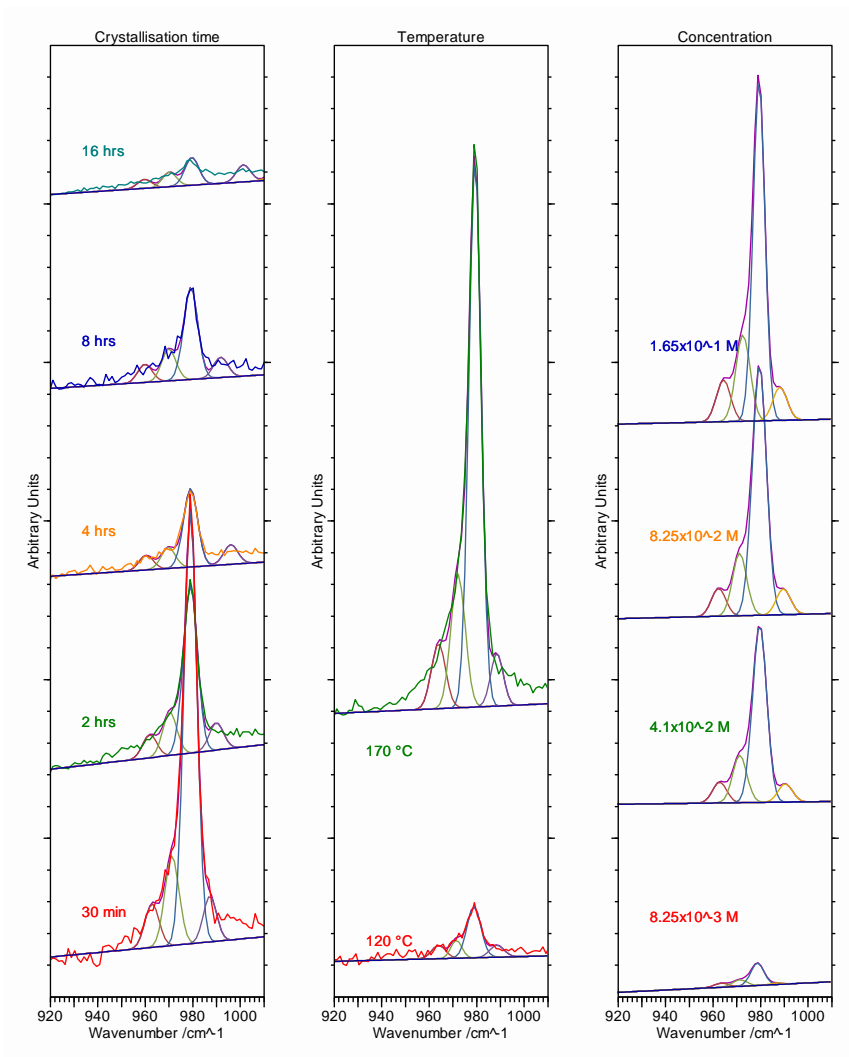 Crystallisation time
Temperature
Concentration
16 hrs
8 hrs
4 hrs
2 hrs
30 min
170 °C
120 °C
1.65x10^-1 M
8.25x10^-2 M
4.1x10^-2 M
8.25x10^-3 M
Arbitrary Units
Arbitrary Units
Arbitrary Units
920 940 960 980 1000
920 940 960 980 1000
920 940 960 980 1000
Wavenumber /cm^-1
Wavenumber /cm^-1
Wavenumber /cm^-1